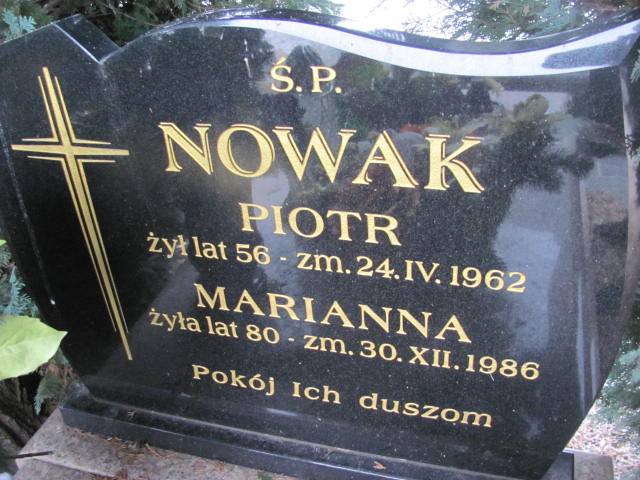 Ś.P.
NOWAK
PIOTR
żył lat 56 - zm. 24. IV. 1962
MARIANNA
żyła lat 80 - zm. 30. XII. 1986
Pokój Ich duszom